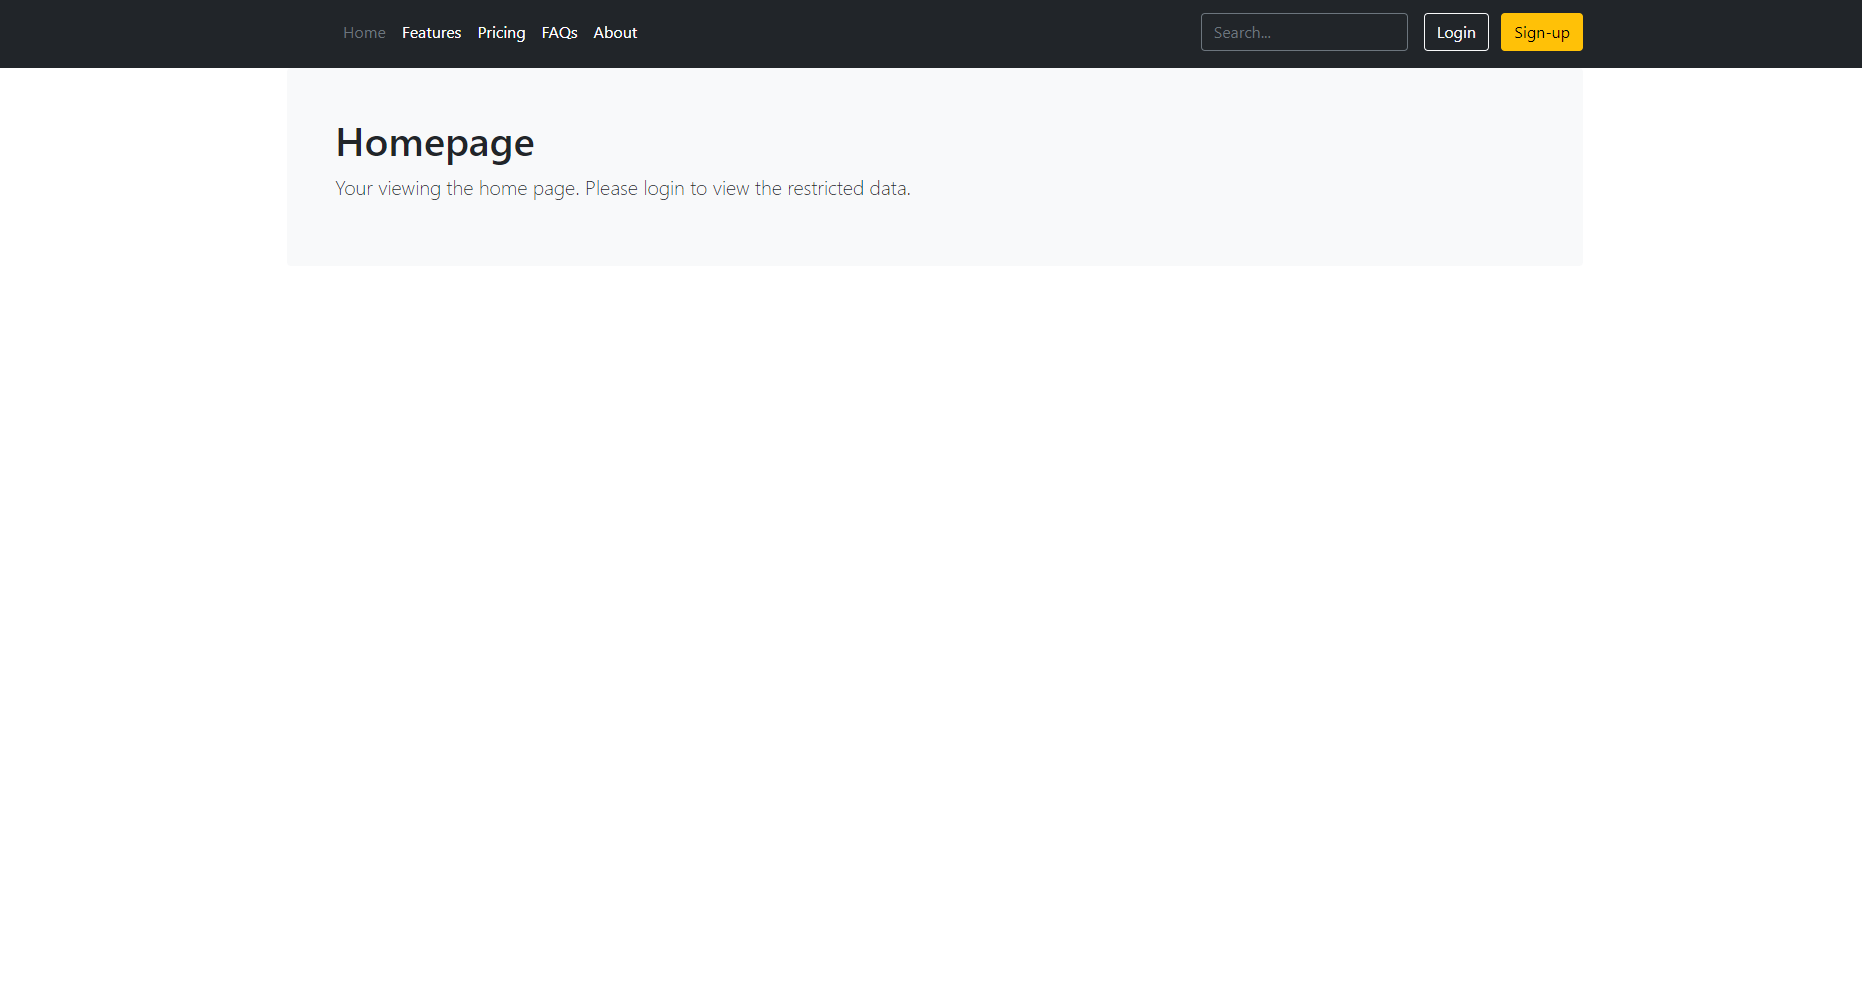 Home Features Pricing FAQs About Search... Login Sign-up
Homepage
Your viewing the home page. Please login to view the restricted data.